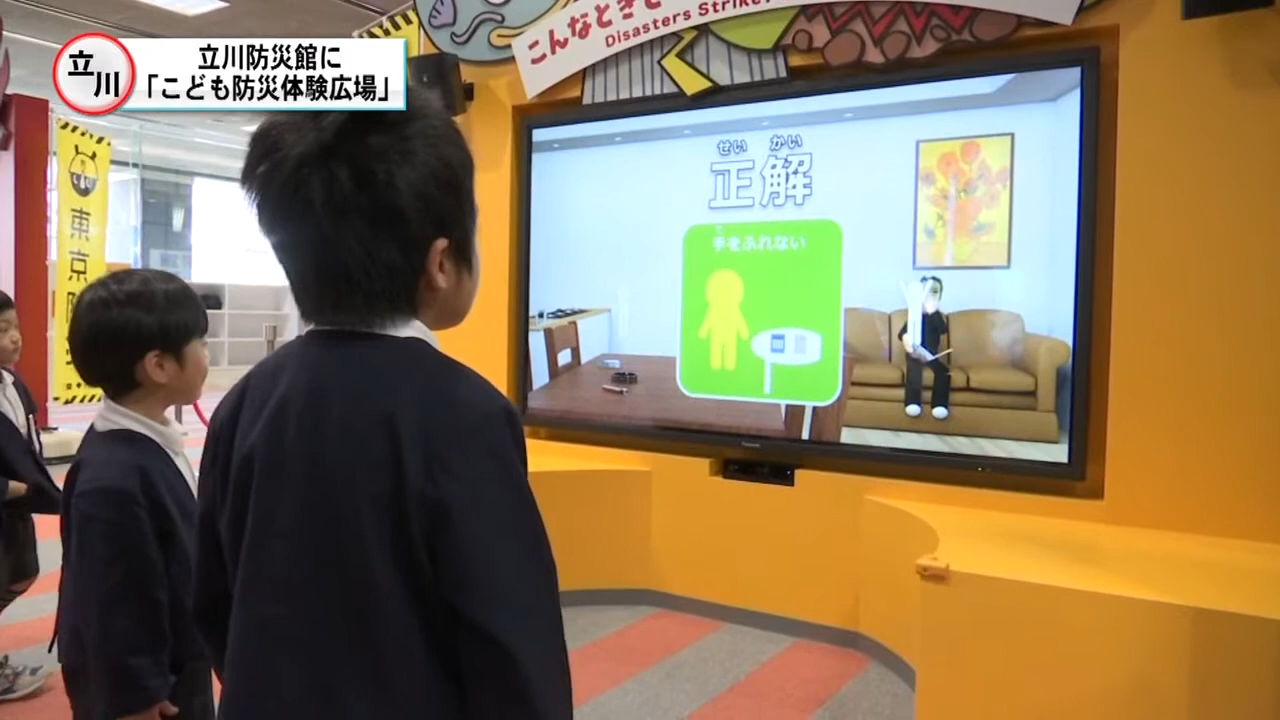 立川
立川防災館に
「こども防災体験広場」
こんなときど
Disasters Strike
せいかい
正解
手をふれない
東京防
Panasonic